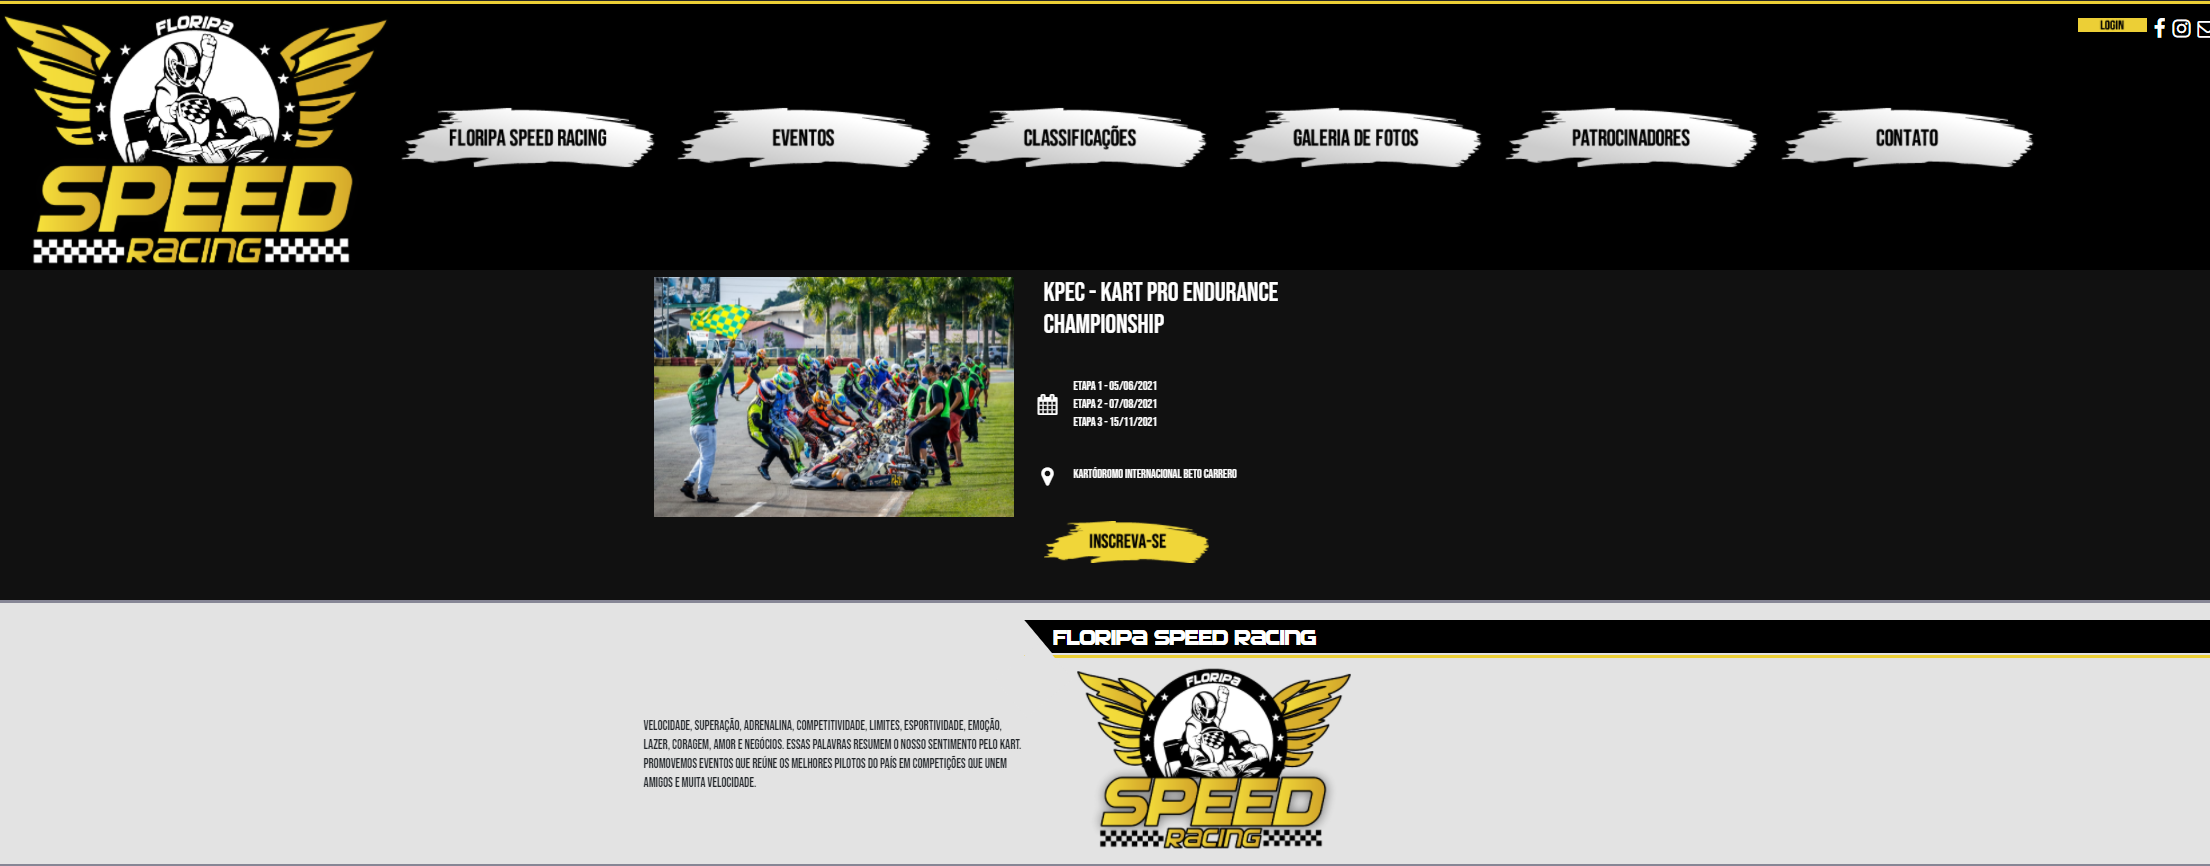 FLORIPA
SPEED
RACING
LOGIN
FLORIPA SPEED RACING
EVENTOS
CLASSIFICAÇÕES
GALERIA DE FOTOS
PATROCINADORES
CONTATO
KPEC - KART PRO ENDURANCE
CHAMPIONSHIP
ETAPA 1 - 05/06/2021
ETAPA 2 - 07/08/2021
ETAPA 3 - 15/11/2021
KARTÓDROMO INTERNACIONAL BETO CARRERO
INSCREVA-SE
FLORIPA SPEED RACING
VELOCIDADE, SUPERAÇÃO, ADRENALINA, COMPETITIVIDADE, LIMITES, ESPORTIVIDADE, EMOÇÃO,
LAZER, CORAGEM, AMOR E NEGÓCIOS. ESSAS PALAVRAS RESUMEM O NOSSO SENTIMENTO PELO KART.
PROMOVEMOS EVENTOS QUE REÚNE OS MELHORES PILOTOS DO PAÍS EM COMPETIÇÕES QUE UNEM
AMIGOS E MUITA VELOCIDADE.
FLORIPA
SPEED
RACING